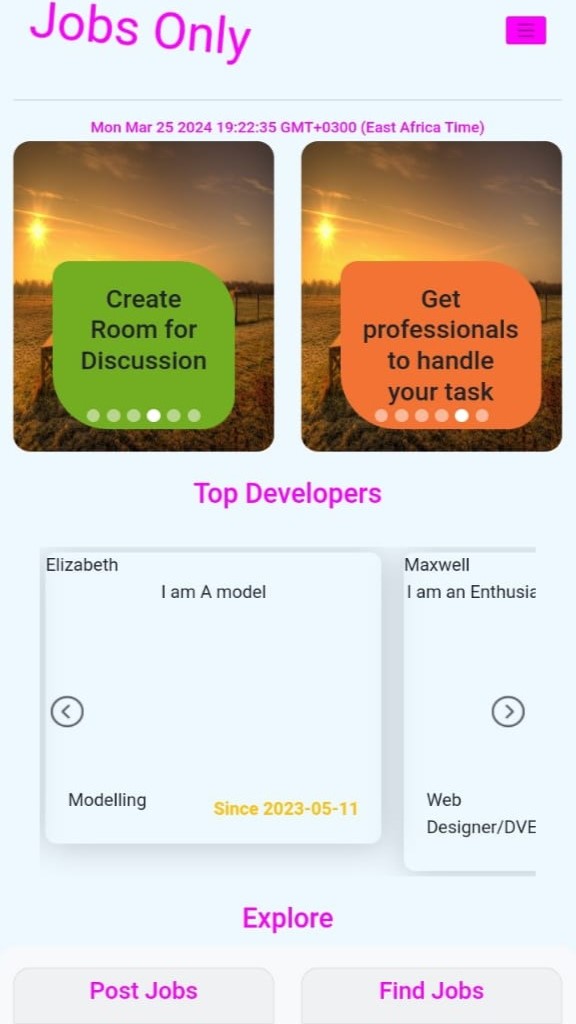 Jobs Only
Mon Mar 25 2024 19:22:35 GMT+0300 (East Africa Time)
Create
Room for
Discussion
Get
professionals
to handle
your task
Top Developers
Elizabeth
I am A model
Modelling
Since 2023-05-11
Maxwell
I am an Enthusia
Web
Designer/DVE
Explore
Post Jobs
Find Jobs